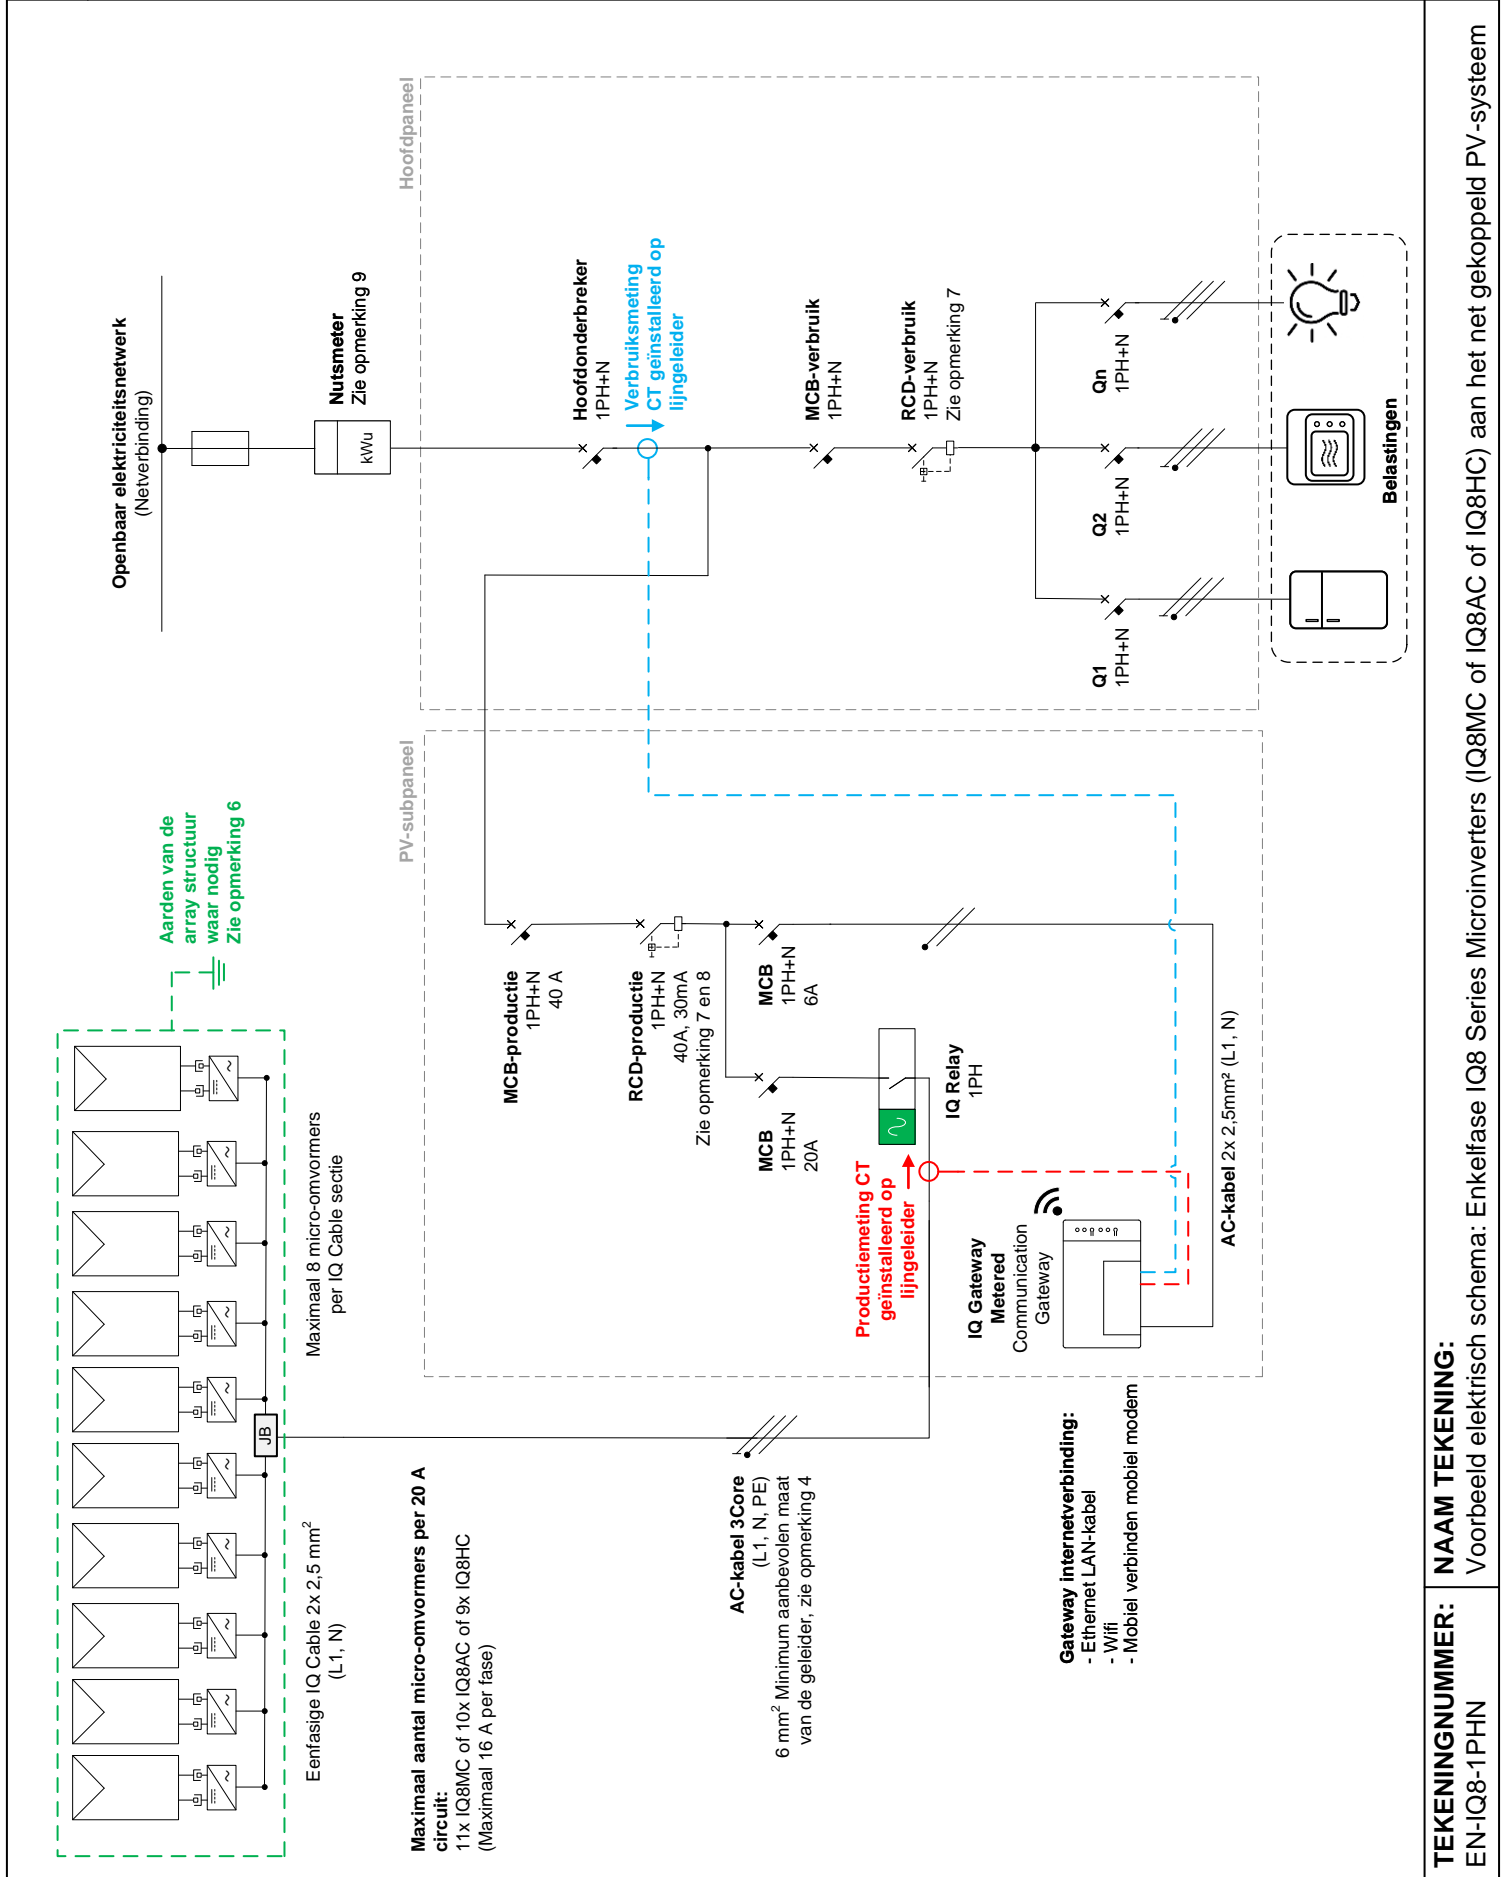 Openbaar elektriciteitsnetwerk
(Netverbinding)
Nutsmeter
Zie opmerking 9
kWu
Aarden van de
array structuur
waar nodig
Zie opmerking 6
Eenfasige IQ Cable 2x 2,5 mm²
(L1, N)
JB
Maximaal 8 micro-omvormers
per IQ Cable sectie
Maximaal aantal micro-omvormers per 20 A
circuit:
11x IQ8MC of 10x IQ8AC of 9x IQ8HC
(Maximaal 16 A per fase)
PV-subpaneel
Hoofdpaneel
MCB-productie
1PH+N
40 A
RCD-productie
1PH+N
40A, 30mA
Zie opmerking 7 en 8
MCB
1PH+N
20A
MCB
1PH+N
6A
Hoofdonderbreker
1PH+N
Verbruiksmeting
CT geïnstalleerd op
lijngeleider
MCB-verbruik
1PH+N
RCD-verbruik
1PH+N
Zie opmerking 7
AC-kabel 3Core
(L1, N, PE)
6 mm² Minimum aanbevolen maat
van de geleider, zie opmerking 4
Productiemeting CT
geïnstalleerd op
lijngeleider
IQ Relay
1PH
IQ Gateway
Metered
Communication
Gateway
AC-kabel 2x 2,5mm² (L1, N)
Gateway internetverbinding:
- Ethernet LAN-kabel
- Wifi
- Mobiel verbinden mobiel modem
Q1
1PH+N
Q2
1PH+N
Qn
1PH+N
Belastingen
TEKENINGNUMMER:
EN-IQ8-1PHN
NAAM TEKENING:
Voorbeeld elektrisch schema: Enkelfase IQ8 Series Microinverters (IQ8MC of IQ8AC of IQ8HC) aan het net gekoppeld PV-systeem